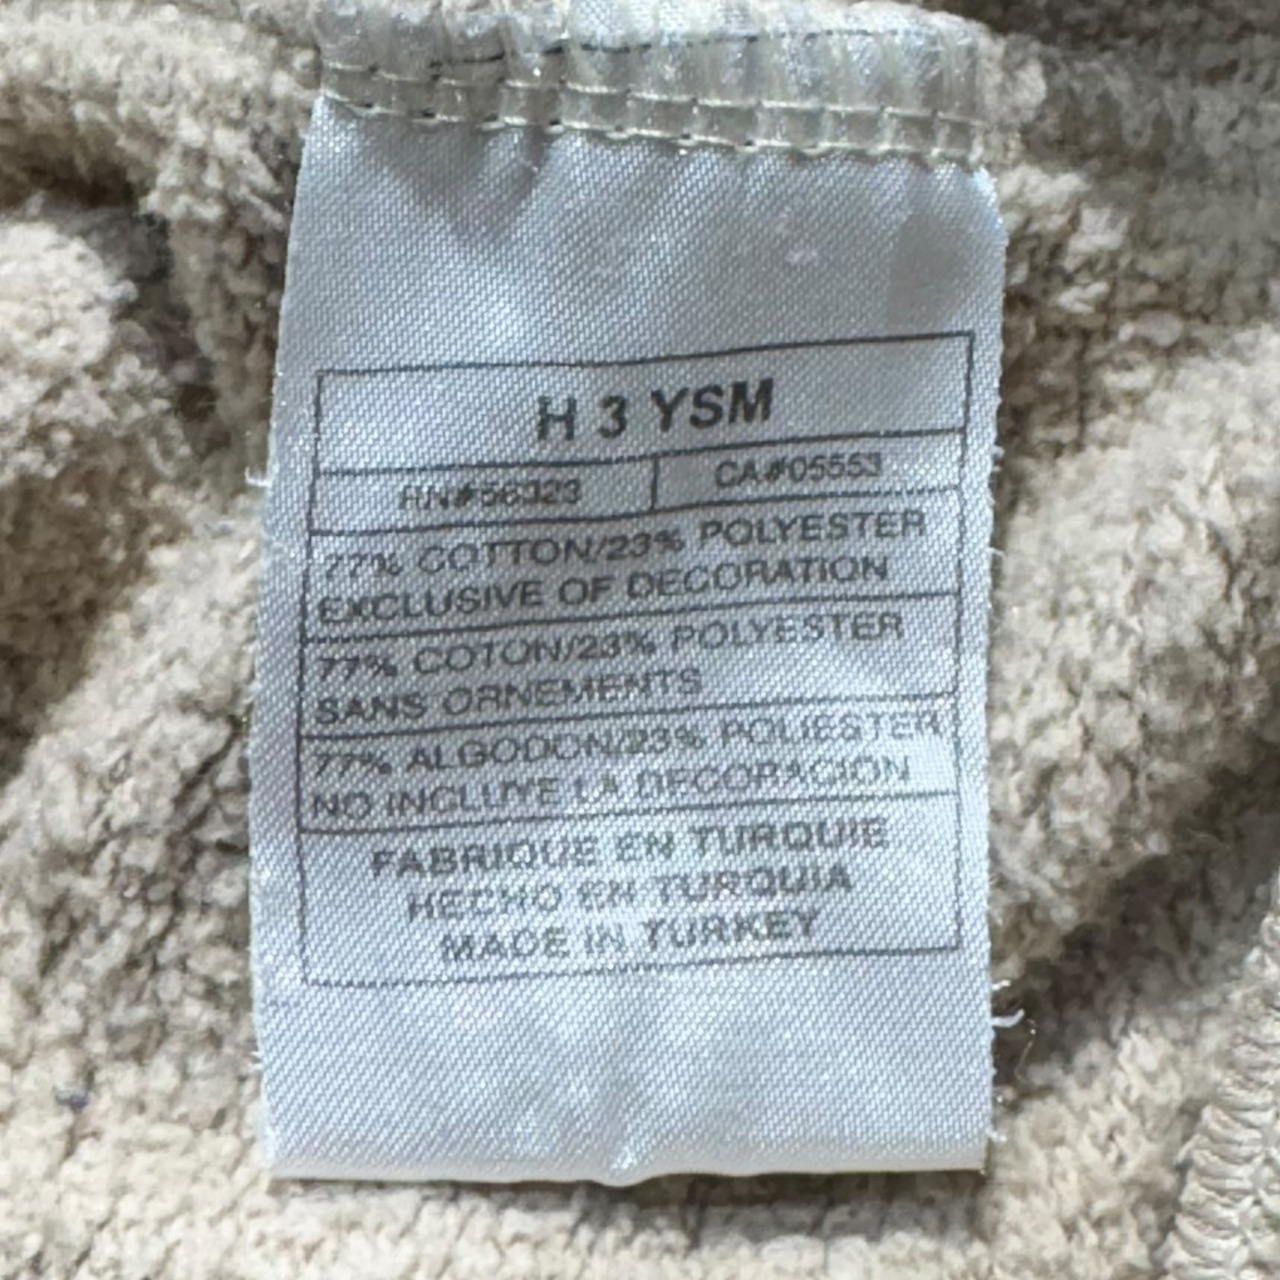 H 3 YSM
RN#56323 CA#05553
77% COTTON/23% POLYESTER
EXCLUSIVE OF DECORATION
77% COTON/23% POLYESTER
SANS ORNEMENTS
77% ALGODON/23% POLIESTER
NO INCLUYE LA DECORACION
FABRIQUE EN TURQUIE
HECHO EN TURQUIA
MADE IN TURKEY